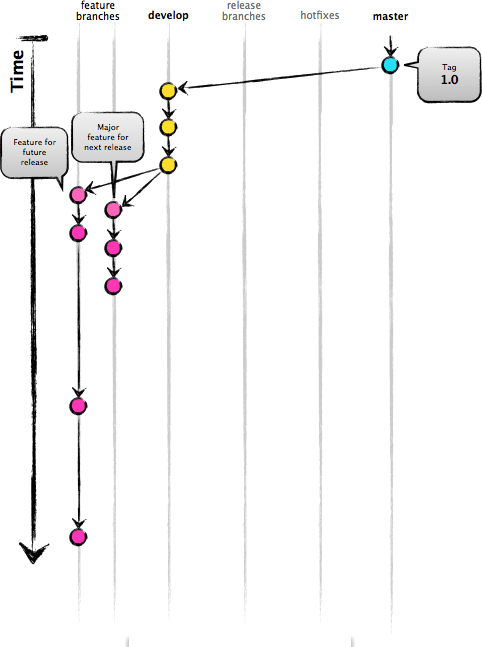 feature
branches
develop
release
branches
hotfixes
master
Time
Tag
1.0
Major
feature for
next release
Feature for
future
release